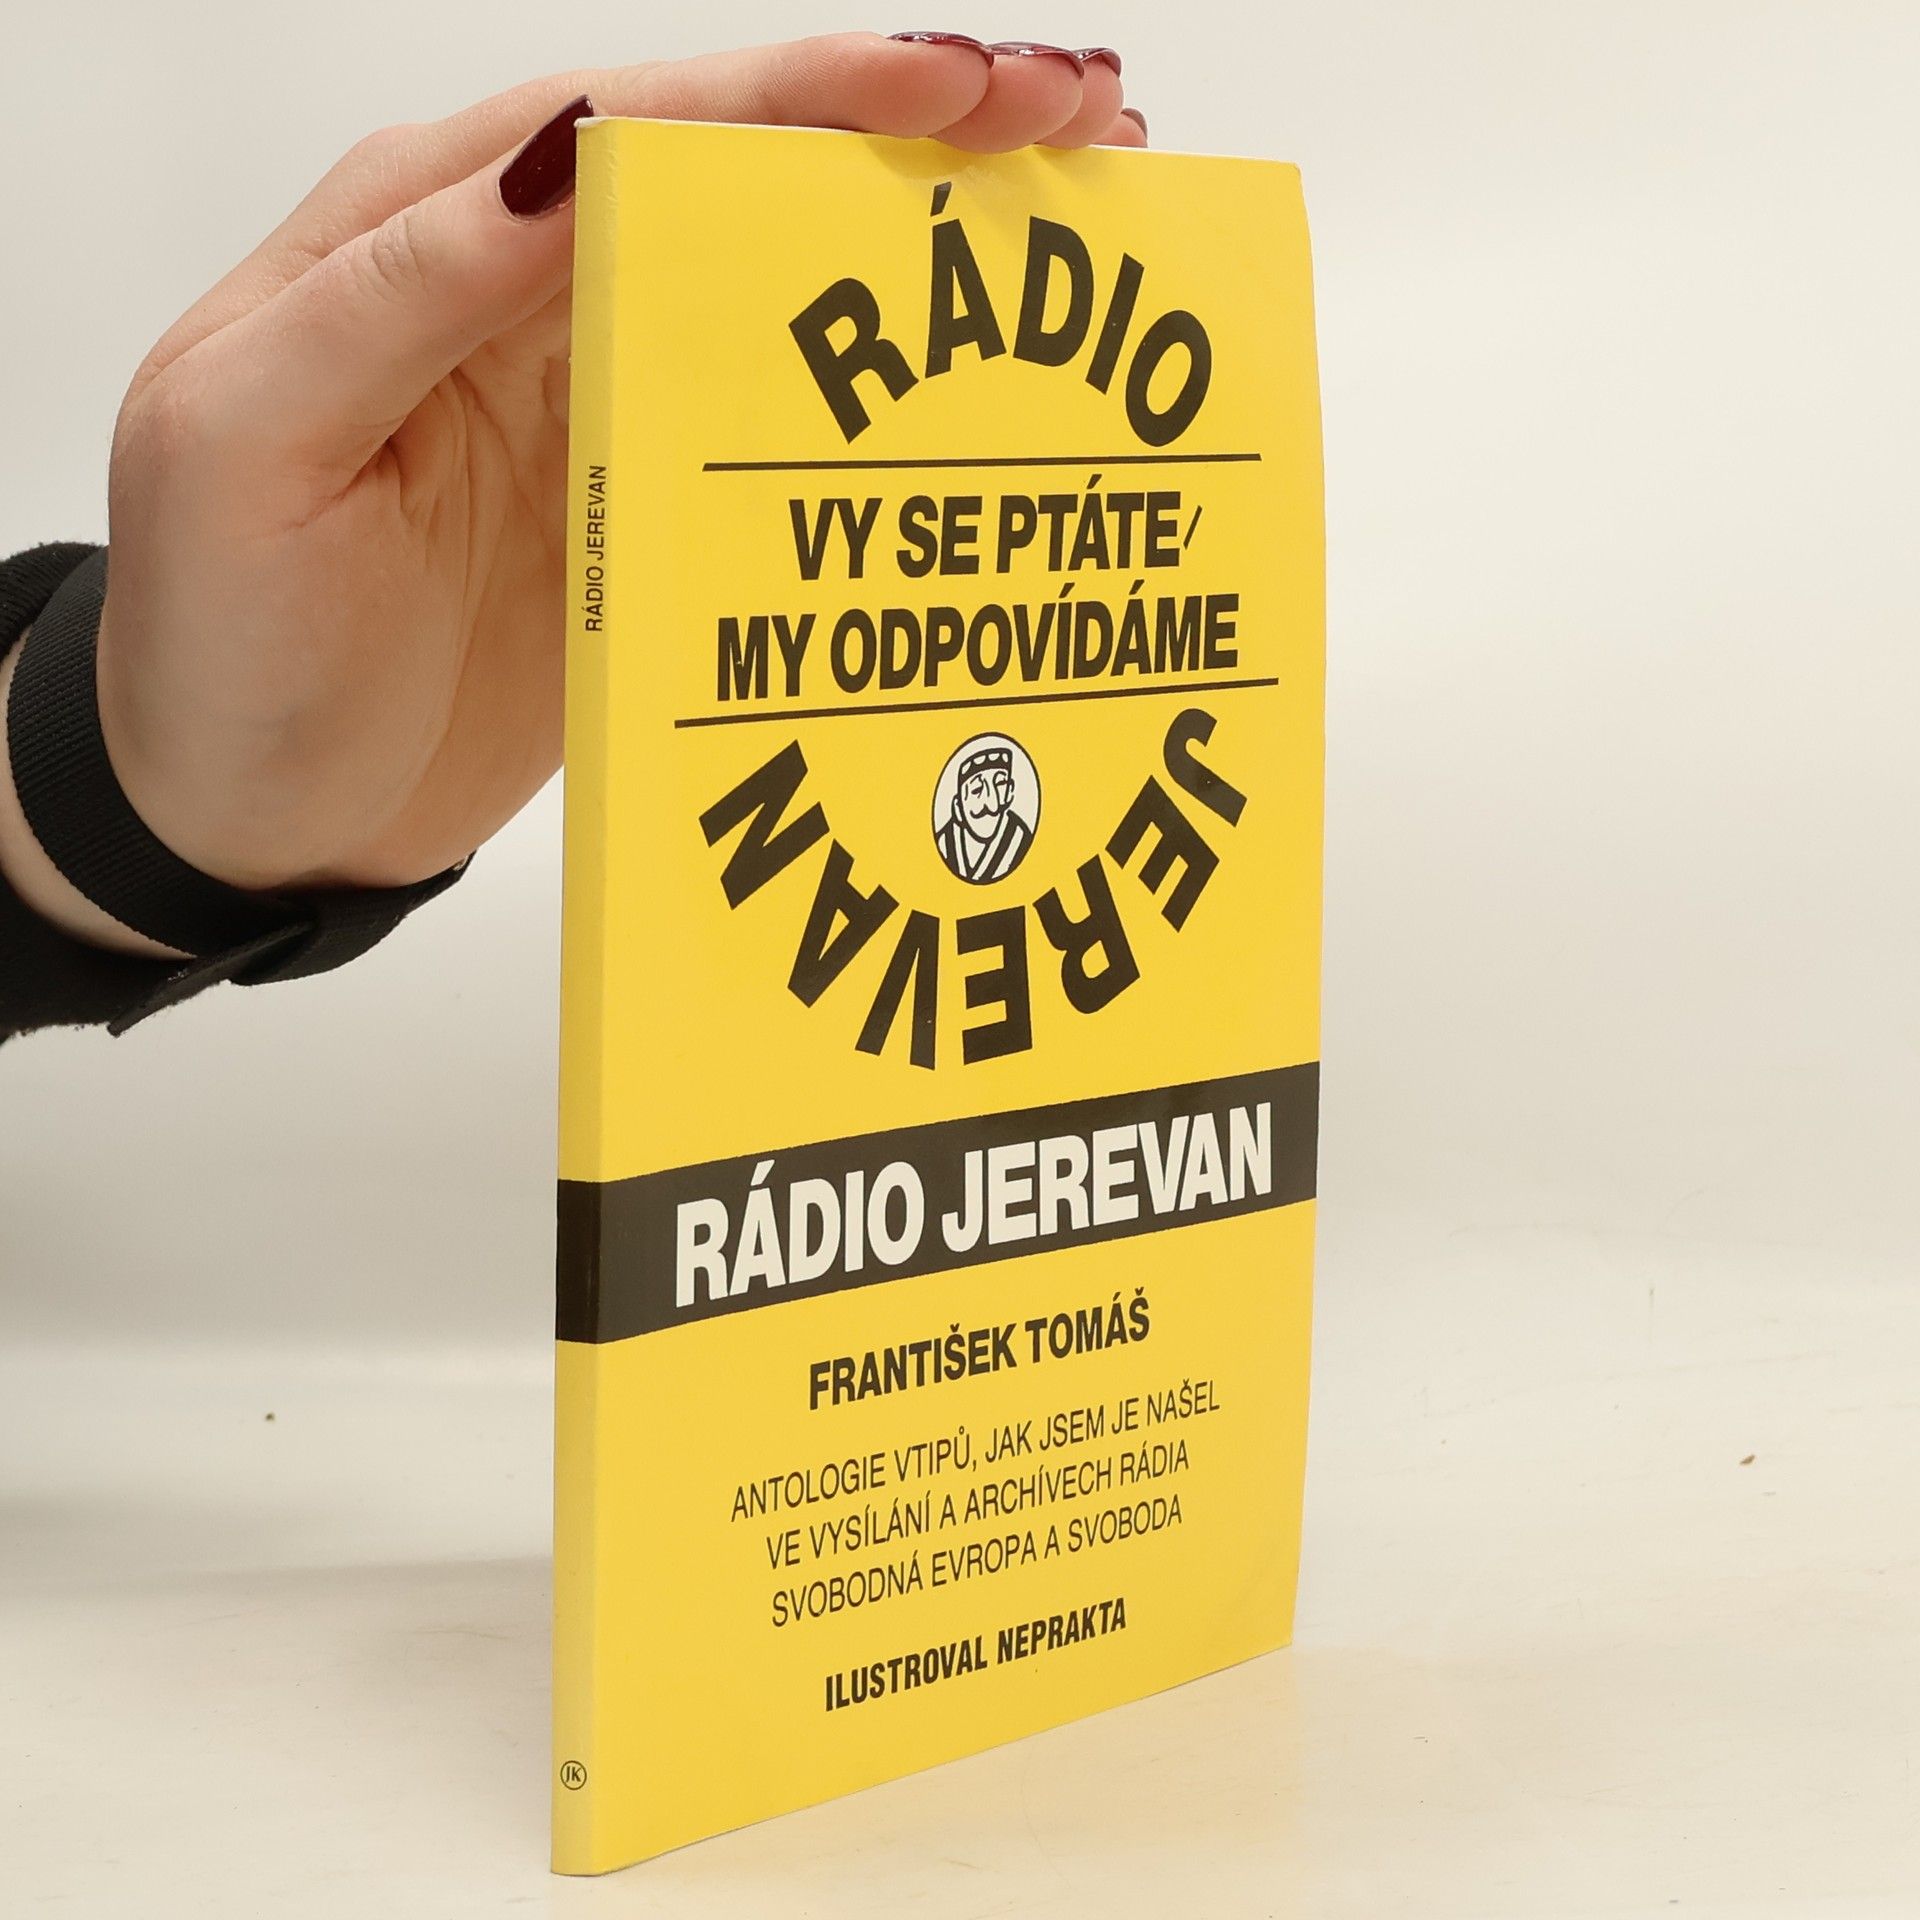 RÁDIO
VY SE PTÁTE/
MY ODPOVÍDÁME
JEREVAN
RÁDIO JEREVAN
FRANTIŠEK TOMÁŠ
ANTOLOGIE VTIPŮ, JAK JSEM JE NAŠEL
VE VYSÍLÁNÍ A ARCHÍVECH RÁDIA
SVOBODNÁ EVROPA A SVOBODA
ILUSTROVAL NEPRAKTA
RÁDIO JEREVAN
JK